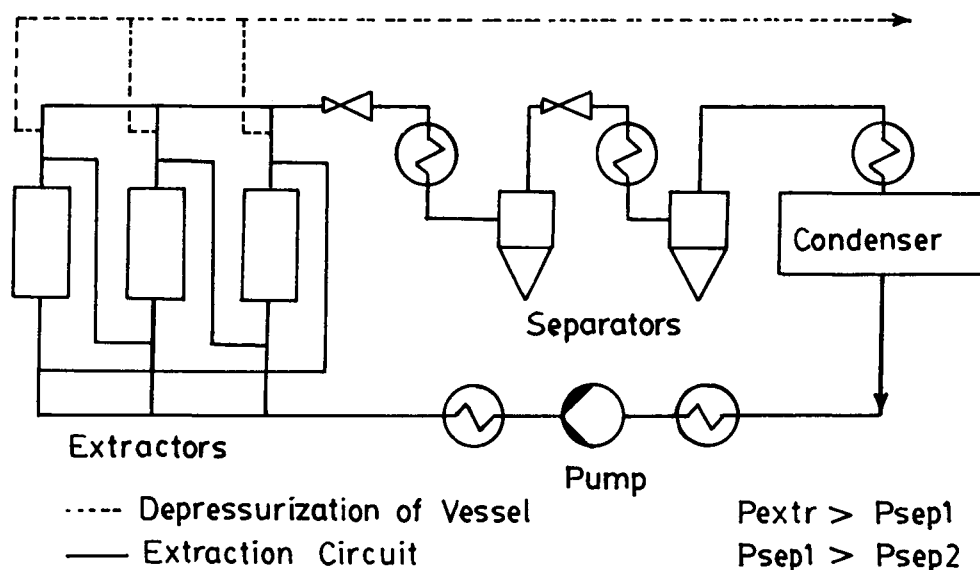 Condenser
Separators
Extractors
Pump
----- Depressurization of Vessel
—— Extraction Circuit
Pextr > Psep1
Psep1 > Psep2